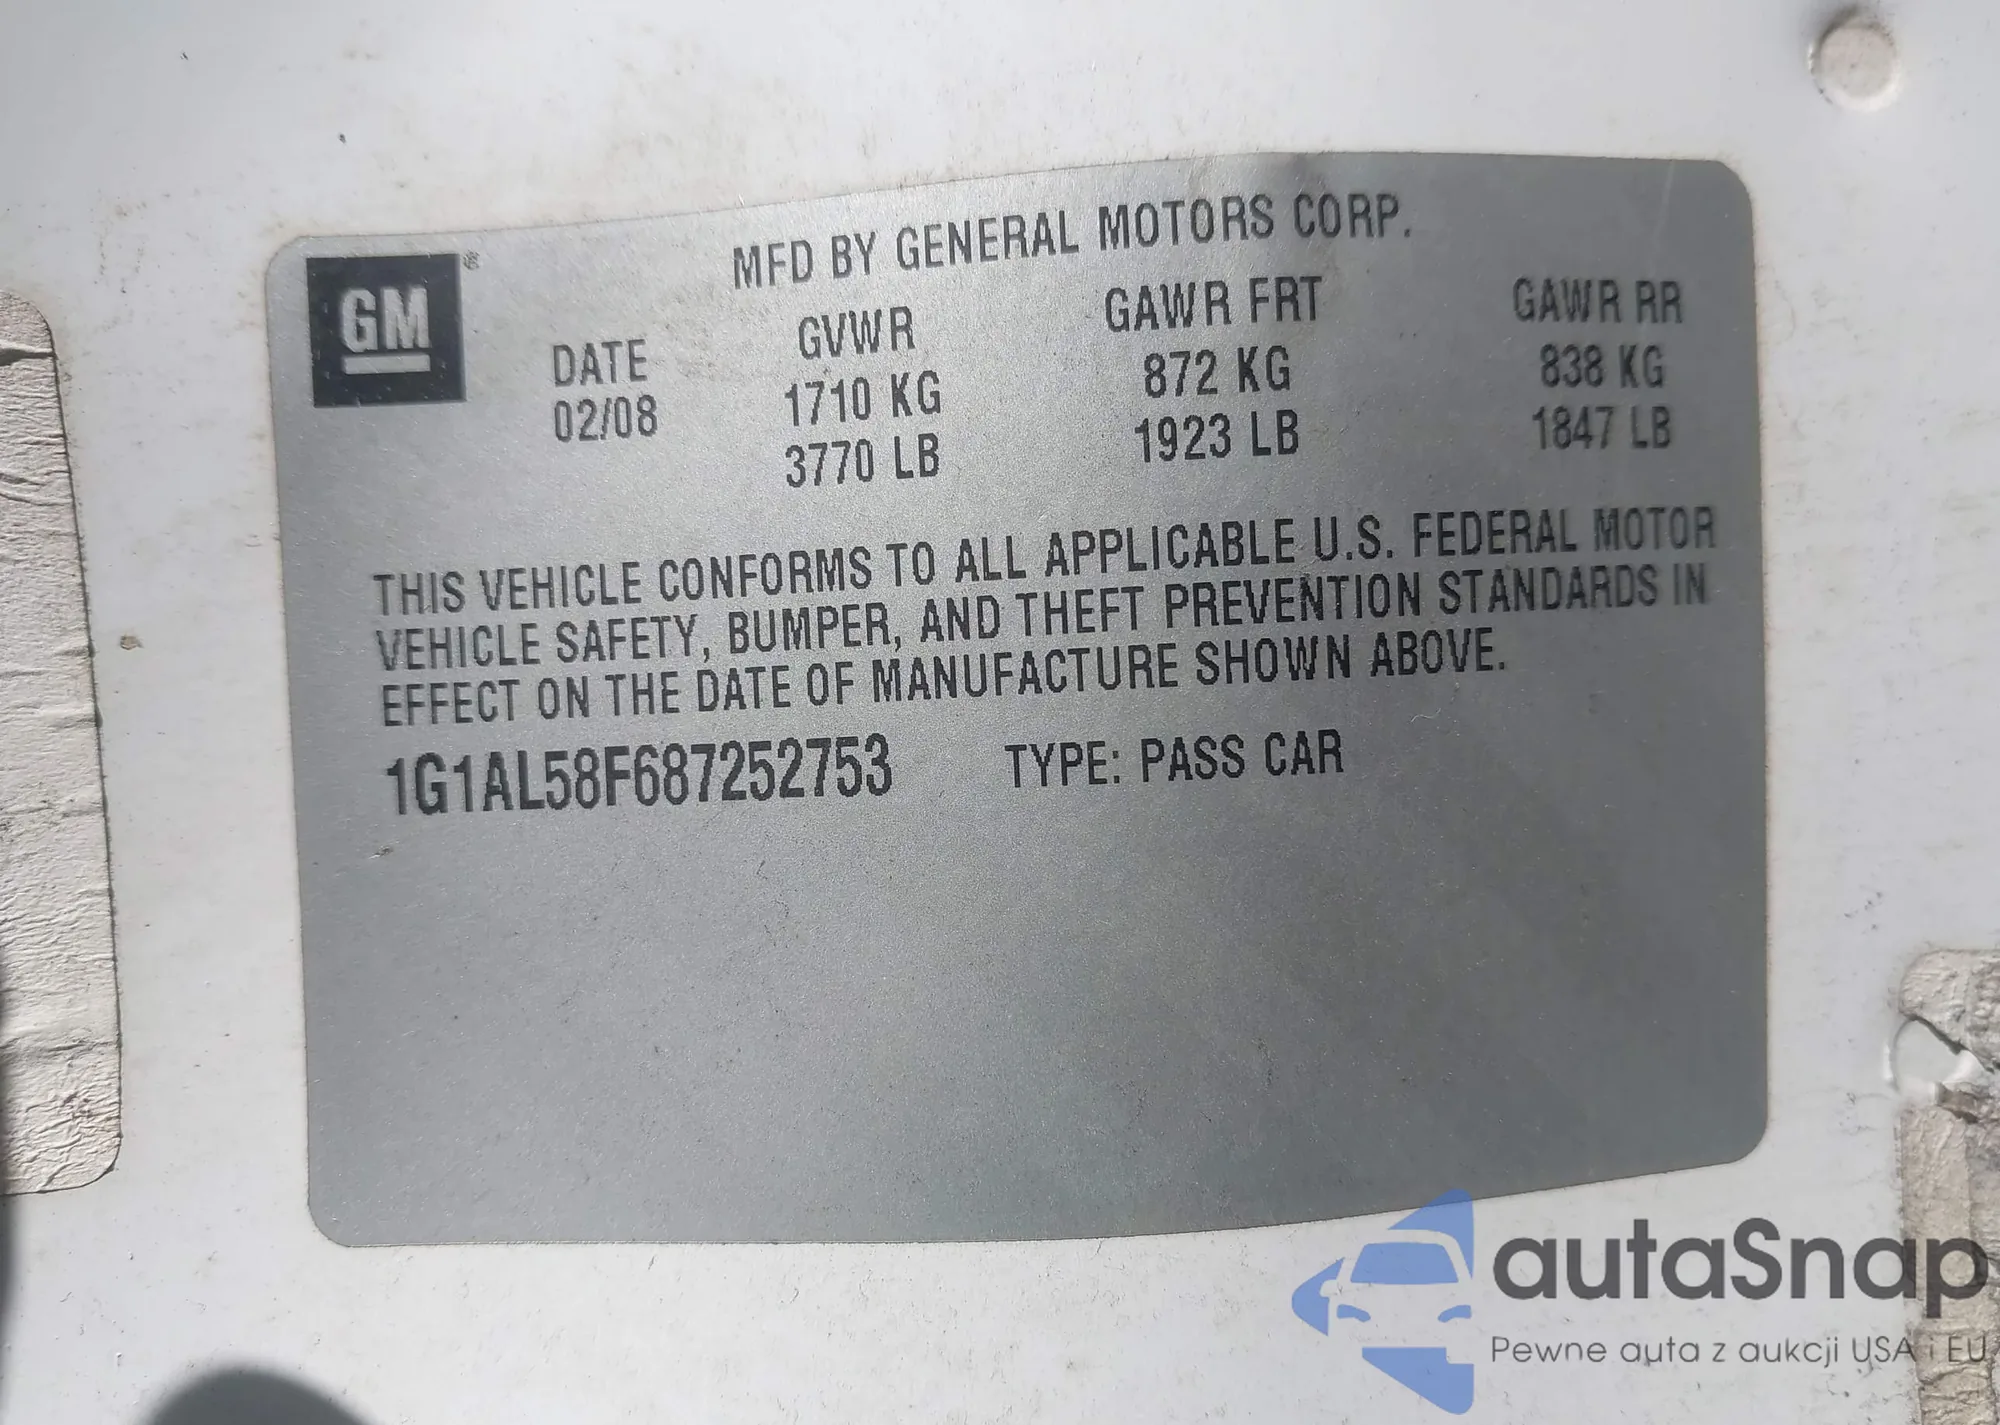 GM®
MFD BY GENERAL MOTORS CORP.
DATE GVWR GAWR FRT GAWR RR
02/08 1710 KG 872 KG 838 KG
3770 LB 1923 LB 1847 LB
THIS VEHICLE CONFORMS TO ALL APPLICABLE U.S. FEDERAL MOTOR
VEHICLE SAFETY, BUMPER, AND THEFT PREVENTION STANDARDS IN
EFFECT ON THE DATE OF MANUFACTURE SHOWN ABOVE.
1G1AL58F687252753 TYPE: PASS CAR
autaSnap
Pewne auta z aukcji USA i EU